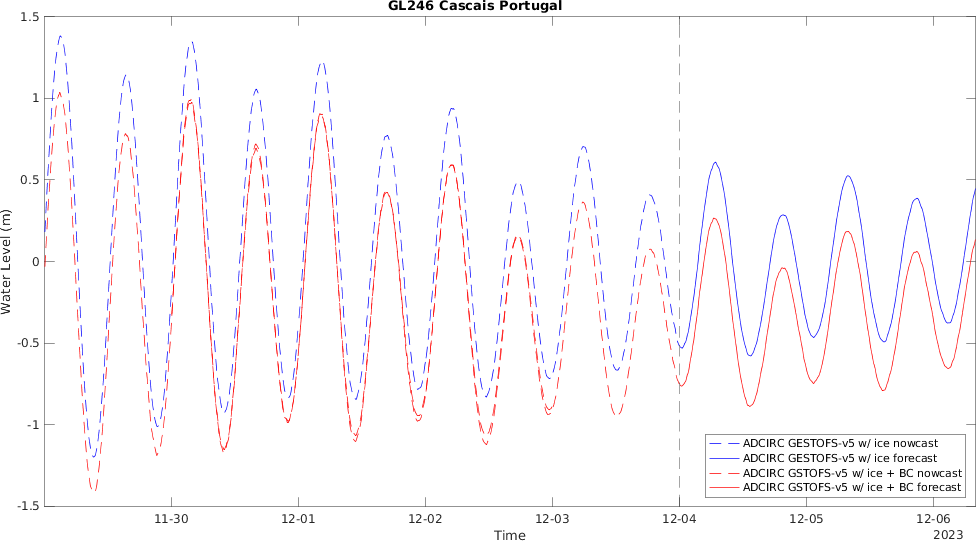 GL246 Cascais Portugal
1.5
1
0.5
0
-0.5
-1
-1.5
Water Level (m)
11-30
12-01
12-02
12-03
12-04
12-05
12-06
Time
2023
ADCIRC GESTOFS-v5 w/ ice nowcast
ADCIRC GESTOFS-v5 w/ ice forecast
ADCIRC GSTOFS-v5 w/ ice + BC nowcast
ADCIRC GSTOFS-v5 w/ ice + BC forecast